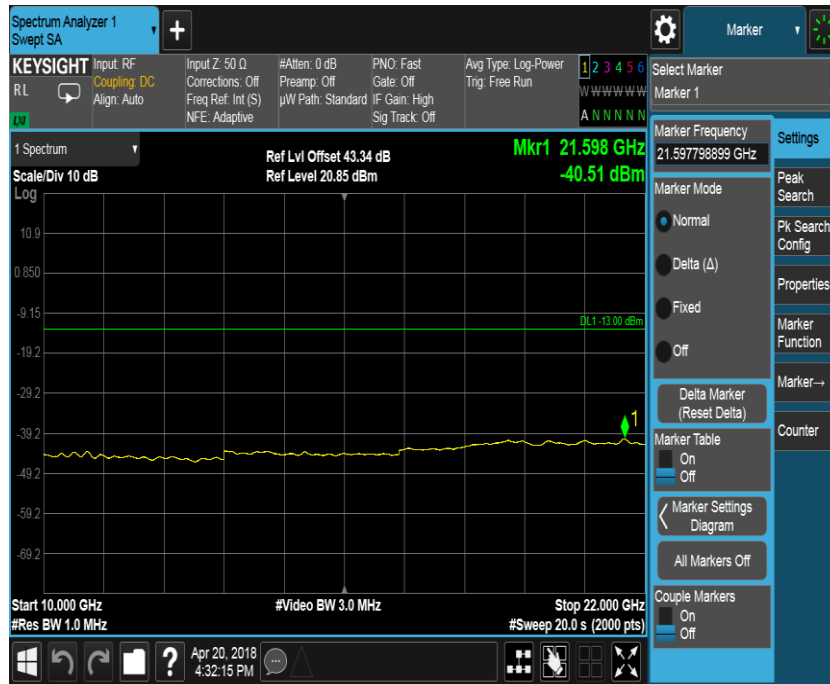 Spectrum Analyzer 1
Swept SA
+
Marker
KEYSIGHT
RL
LXI
Input: RF
Coupling: DC
Align: Auto
Input Z: 50 Ω
Corrections: Off
Freq Ref: Int (S)
NFE: Adaptive
#Atten: 0 dB
Preamp: Off
µW Path: Standard
PNO: Fast
Gate: Off
IF Gain: High
Sig Track: Off
Avg Type: Log-Power
Trig: Free Run
1 2 3 4 5 6
W W W W W W
A N N N N N
Select Marker
Marker 1
1 Spectrum
Scale/Div 10 dB
Log
Ref Lvl Offset 43.34 dB
Ref Level 20.85 dBm
Mkr1 21.598 GHz
-40.51 dBm
10.9
0.850
-9.15
-19.2
-29.2
-39.2
-49.2
-59.2
-69.2
DL1 -13.00 dBm
1
Start 10.000 GHz
#Res BW 1.0 MHz
#Video BW 3.0 MHz
Stop 22.000 GHz
#Sweep 20.0 s (2000 pts)
Marker Frequency
21.597798899 GHz
Marker Mode
Normal
Delta (Δ)
Fixed
Off
Delta Marker
(Reset Delta)
Marker Table
On
Off
Marker Settings
Diagram
All Markers Off
Couple Markers
On
Off
Settings
Peak
Search
Pk Search
Config
Properties
Marker
Function
Marker→
Counter
?
Apr 20, 2018
4:32:15 PM